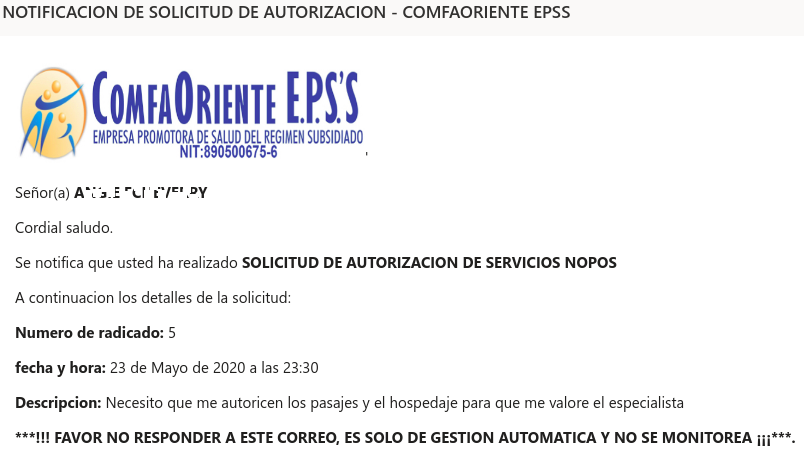 NOTIFICACION DE SOLICITUD DE AUTORIZACION - COMFAORIENTE EPSS
COMFAORIENTE E.P.S.'S
EMPRESA PROMOTORA DE SALUD DEL REGIMEN SUBSIDIADO
NIT:890500675-6
Señor(a)
Cordial saludo.
Se notifica que usted ha realizado SOLICITUD DE AUTORIZACION DE SERVICIOS NOPOS
A continuacion los detalles de la solicitud:
Numero de radicado: 5
fecha y hora: 23 de Mayo de 2020 a las 23:30
Descripcion: Necesito que me autoricen los pasajes y el hospedaje para que me valore el especialista
***!!! FAVOR NO RESPONDER A ESTE CORREO, ES SOLO DE GESTION AUTOMATICA Y NO SE MONITOREA ¡¡¡***.